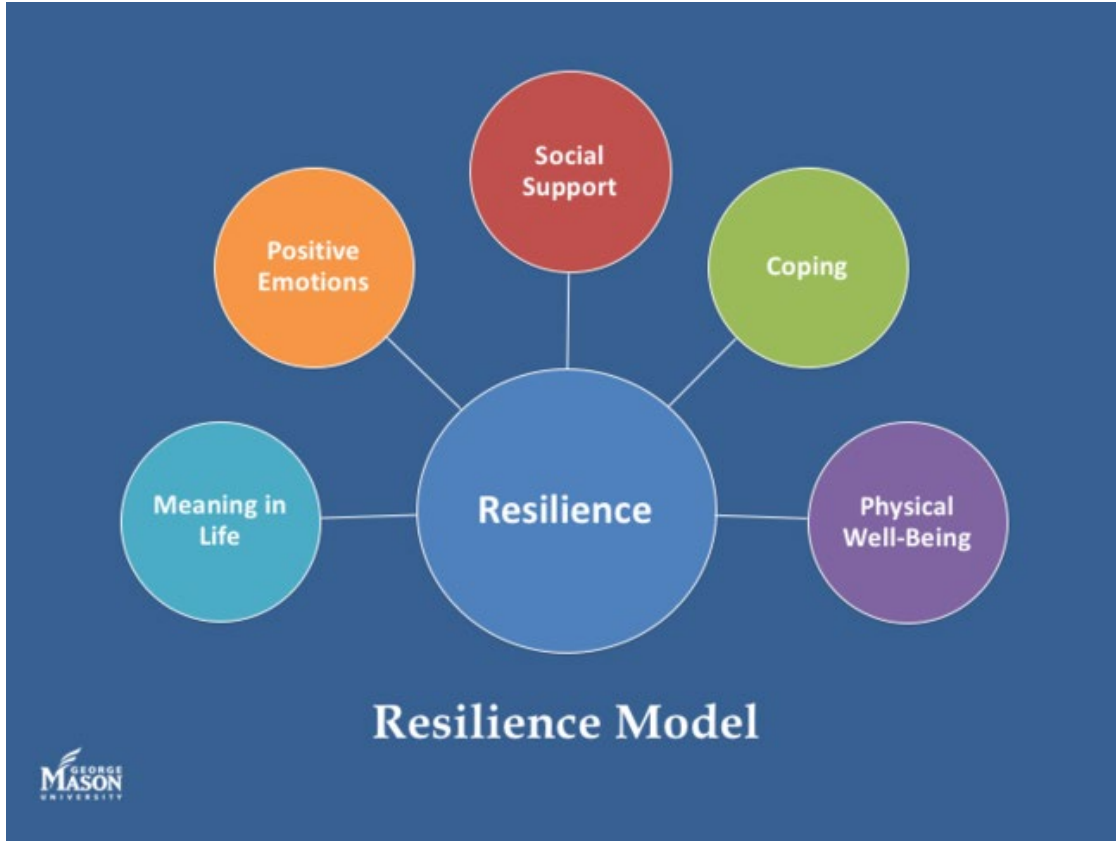 Social
Support
Positive
Emotions
Coping
Meaning in
Life
Resilience
Physical
Well-Being
Resilience Model
GEORGE
MASON
UNIVERSITY